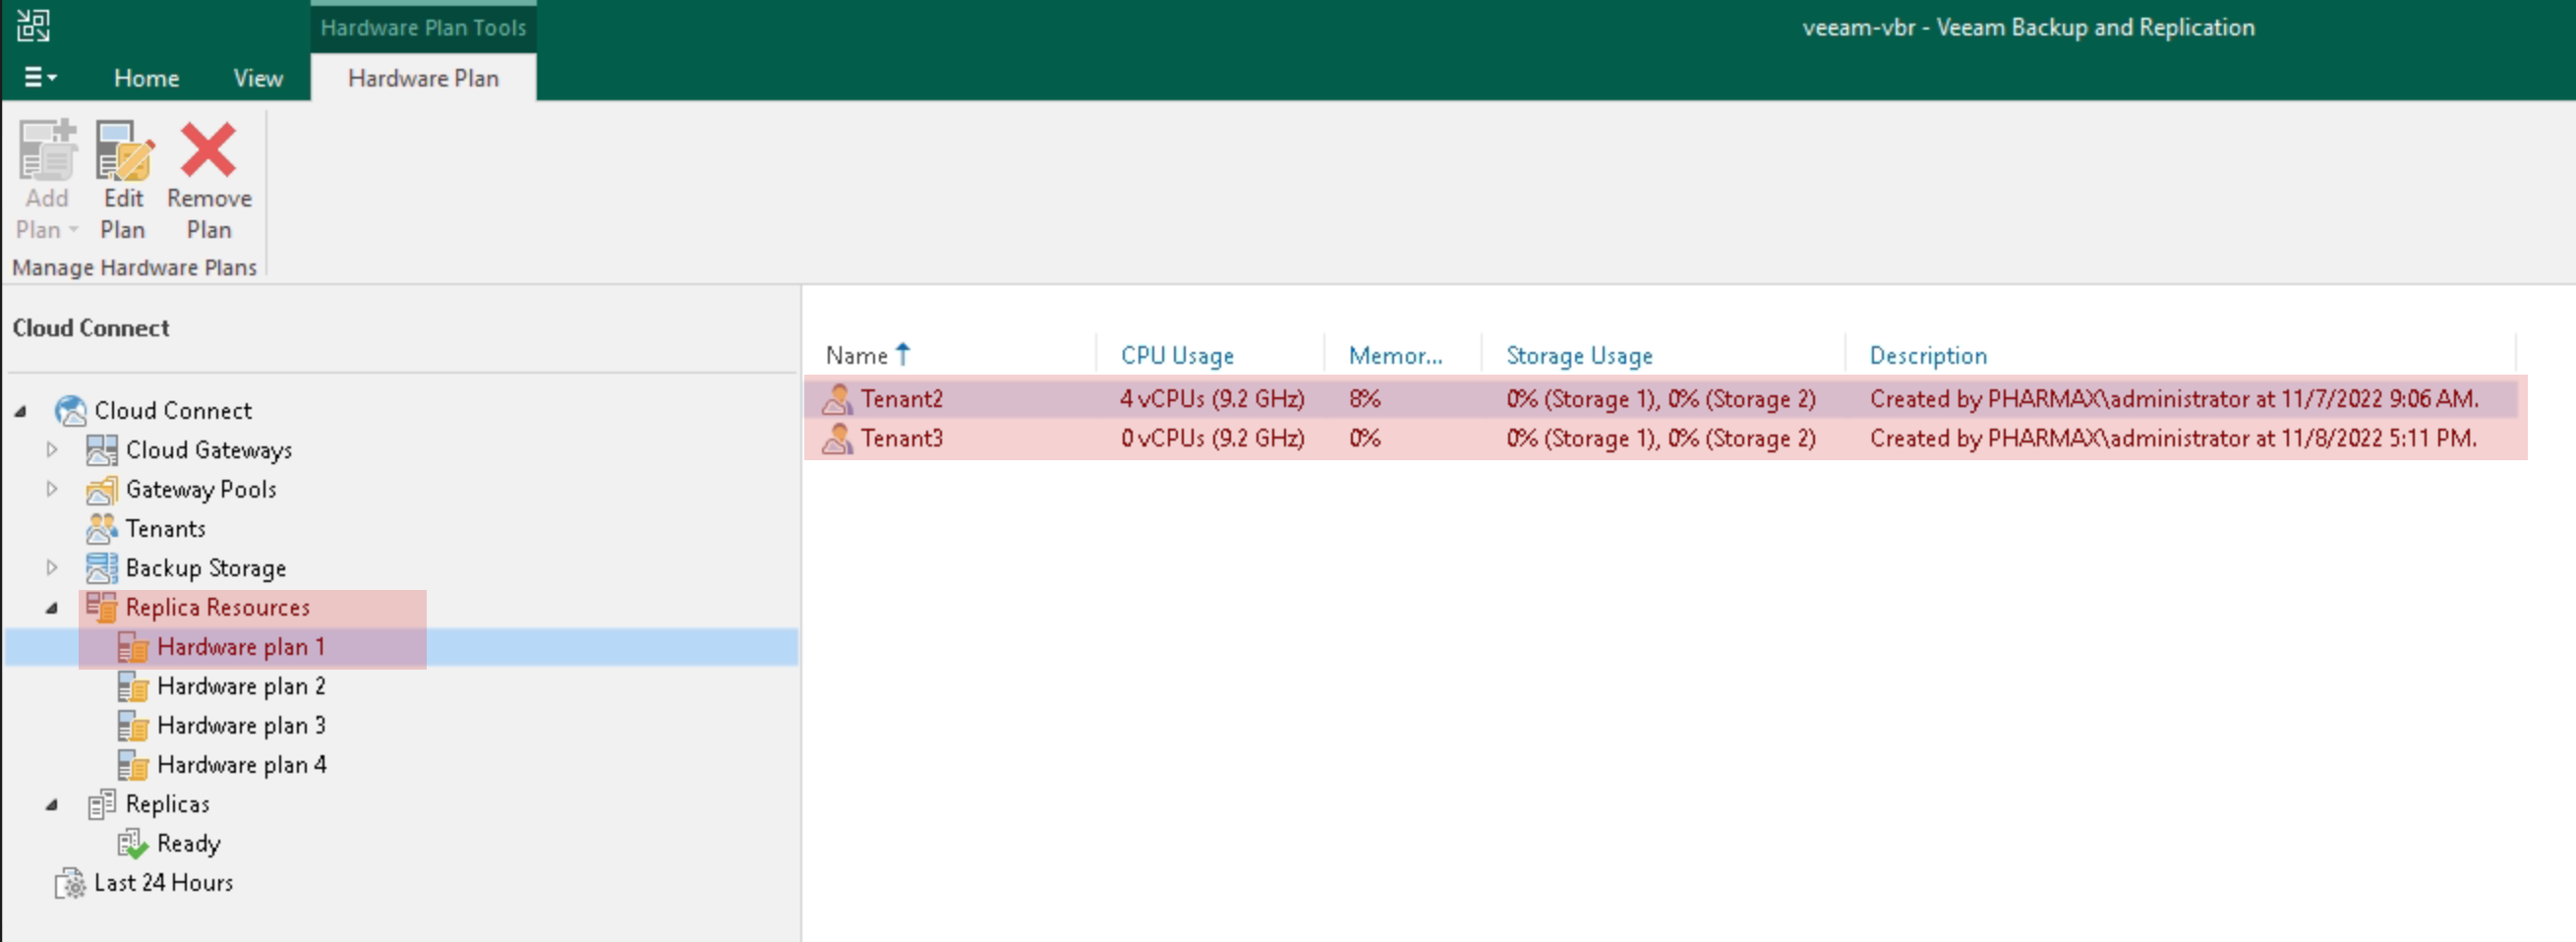 Hardware Plan Tools
veeam-vbr - Veeam Backup and Replication
Home View Hardware Plan
Add Plan
Edit Plan
Remove Plan
Manage Hardware Plans
Cloud Connect
Cloud Connect
Cloud Gateways
Gateway Pools
Tenants
Backup Storage
Replica Resources
Hardware plan 1
Hardware plan 2
Hardware plan 3
Hardware plan 4
Replicas
Ready
Last 24 Hours
Name CPU Usage Memor... Storage Usage Description
Tenant2 4 vCPUs (9.2 GHz) 8% 0% (Storage 1), 0% (Storage 2) Created by PHARMAX\administrator at 11/7/2022 9:06 AM.
Tenant3 0 vCPUs (9.2 GHz) 0% 0% (Storage 1), 0% (Storage 2) Created by PHARMAX\administrator at 11/8/2022 5:11 PM.